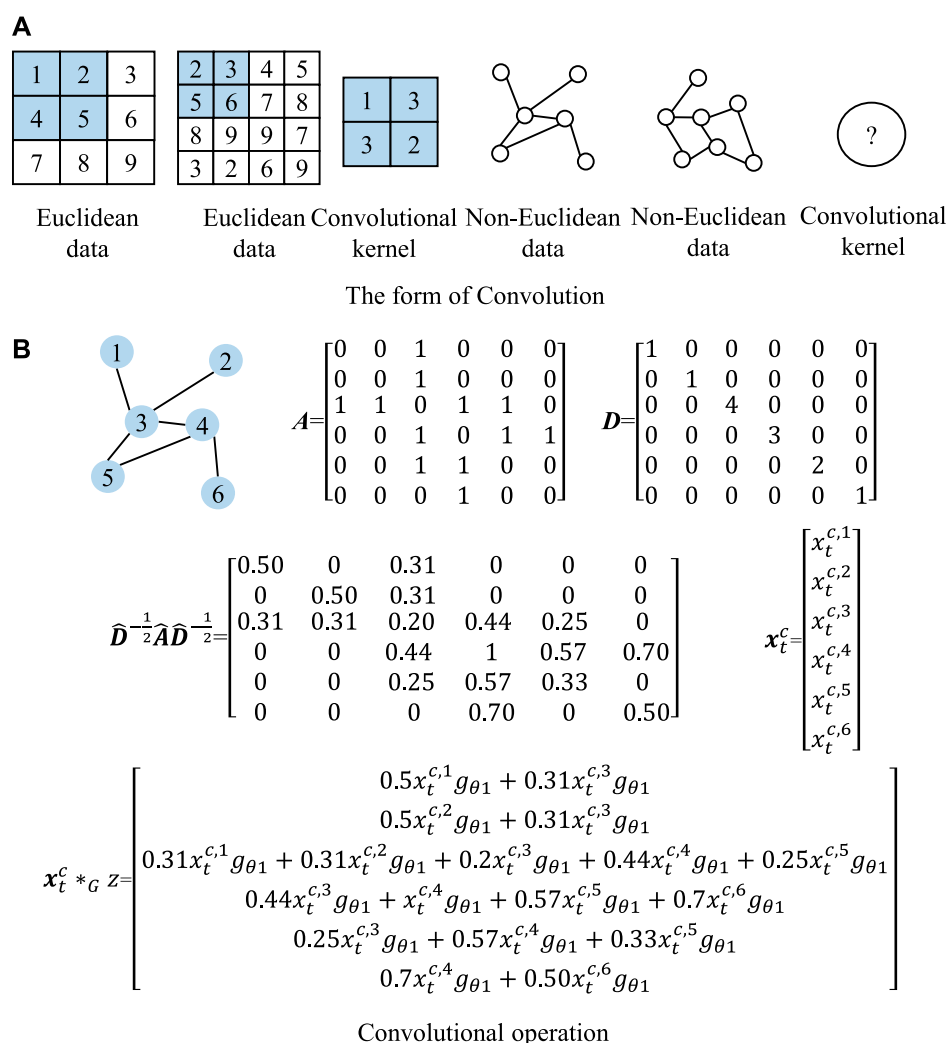 A
1 2 3
4 5 6
7 8 9
2 3 4 5
5 6 7 8
8 9 9 7
3 2 6 9
1 3
3 2
?
Euclidean data
Euclidean data
Convolutional kernel
Non-Euclidean data
Non-Euclidean data
Convolutional kernel
The form of Convolution
B
1
2
3
4
5
6
A=
0 0 1 0 0 0
0 0 1 0 0 0
1 1 0 1 1 0
0 0 1 0 1 1
0 0 1 1 0 0
0 0 0 1 0 0
D=
1 0 0 0 0 0
0 1 0 0 0 0
0 0 4 0 0 0
0 0 0 3 0 0
0 0 0 0 2 0
0 0 0 0 0 1
D̂^{-1/2}ÂD̂^{-1/2}=
0.50 0 0.31 0 0 0
0 0.50 0.31 0 0 0
0.31 0.31 0.20 0.44 0.25 0
0 0 0.44 1 0.57 0.70
0 0 0.25 0.57 0.33 0
0 0 0 0.70 0 0.50
x_t^c=
x_t^{c,1}
x_t^{c,2}
x_t^{c,3}
x_t^{c,4}
x_t^{c,5}
x_t^{c,6}
x_t^c *_G z=
0.5x_t^{c,1}g_{θ1} + 0.31x_t^{c,3}g_{θ1}
0.5x_t^{c,2}g_{θ1} + 0.31x_t^{c,3}g_{θ1}
0.31x_t^{c,1}g_{θ1} + 0.31x_t^{c,2}g_{θ1} + 0.2x_t^{c,3}g_{θ1} + 0.44x_t^{c,4}g_{θ1} + 0.25x_t^{c,5}g_{θ1}
0.44x_t^{c,3}g_{θ1} + x_t^{c,4}g_{θ1} + 0.57x_t^{c,5}g_{θ1} + 0.7x_t^{c,6}g_{θ1}
0.25x_t^{c,3}g_{θ1} + 0.57x_t^{c,4}g_{θ1} + 0.33x_t^{c,5}g_{θ1}
0.7x_t^{c,4}g_{θ1} + 0.50x_t^{c,6}g_{θ1}
Convolutional operation